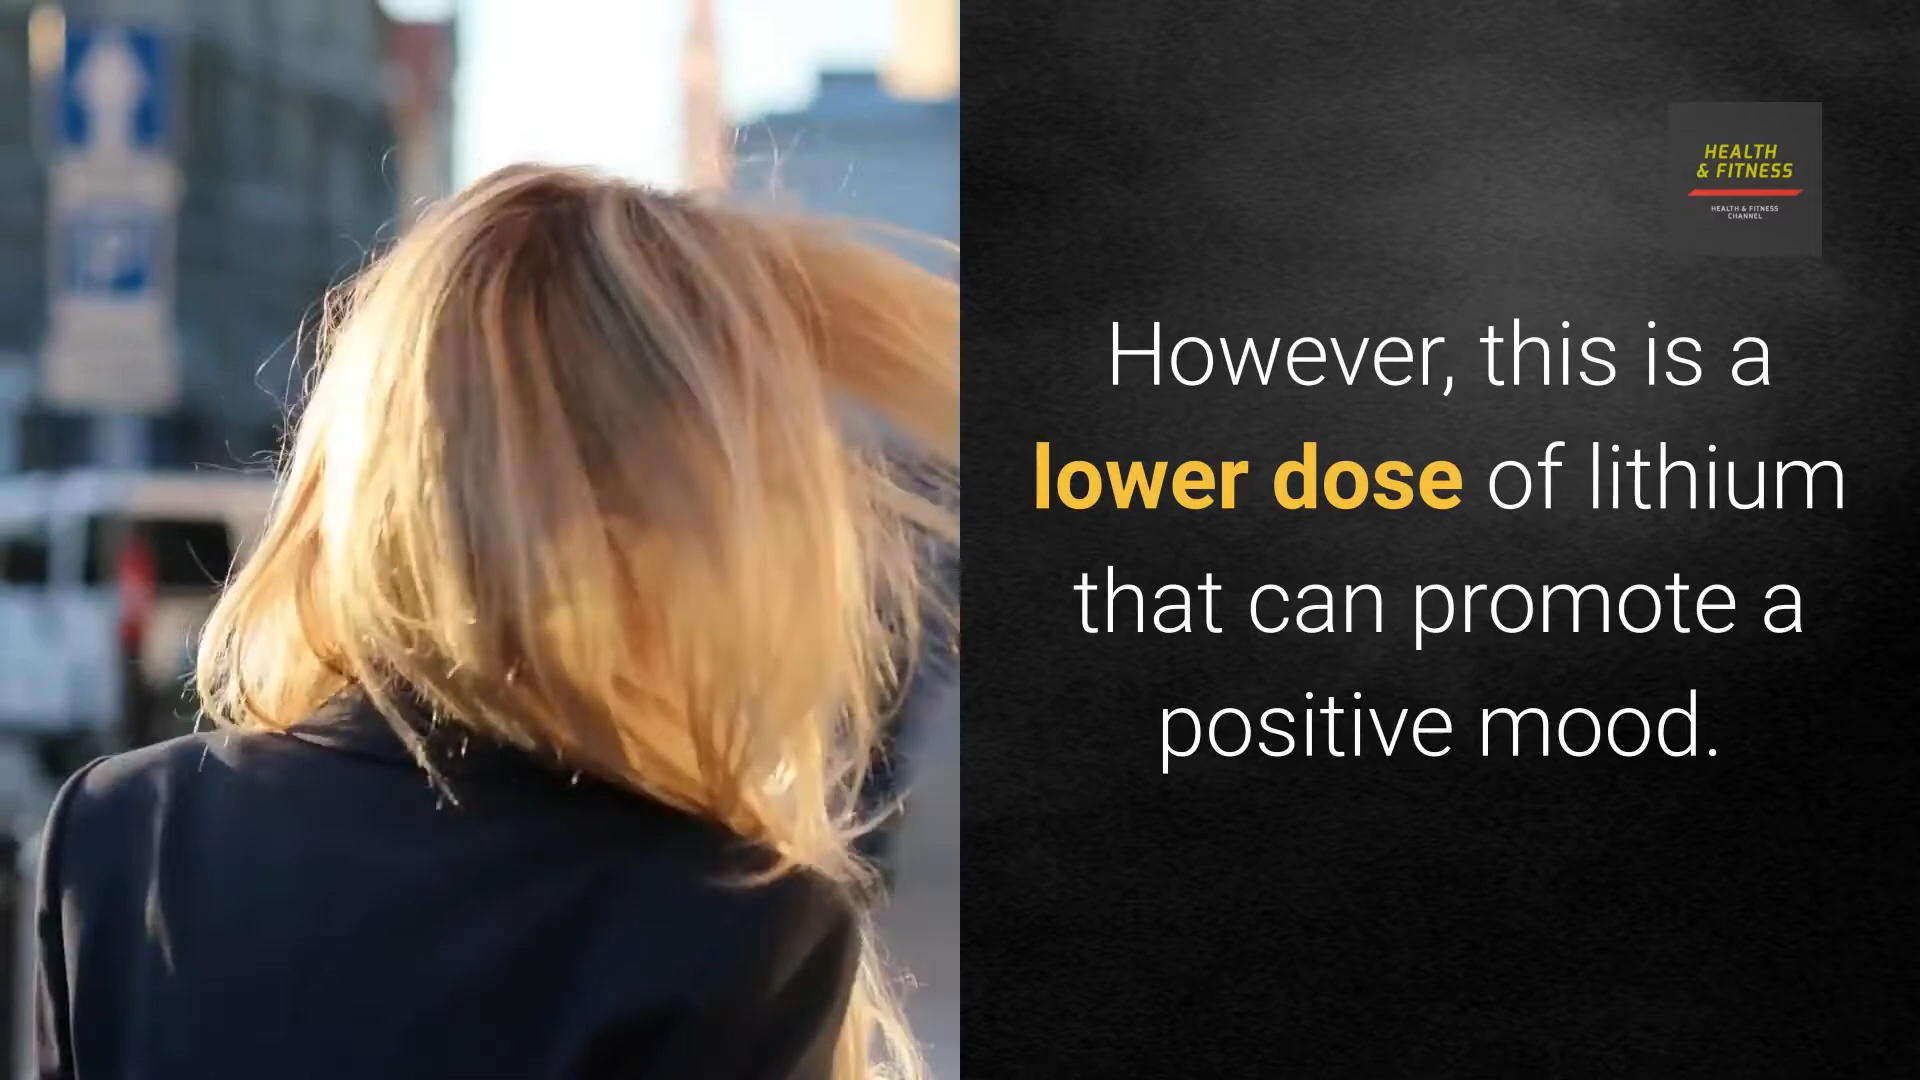 HEALTH
& FITNESS
HEALTH & FITNESS
CHANNEL
However, this is a
lower dose of lithium
that can promote a
positive mood.